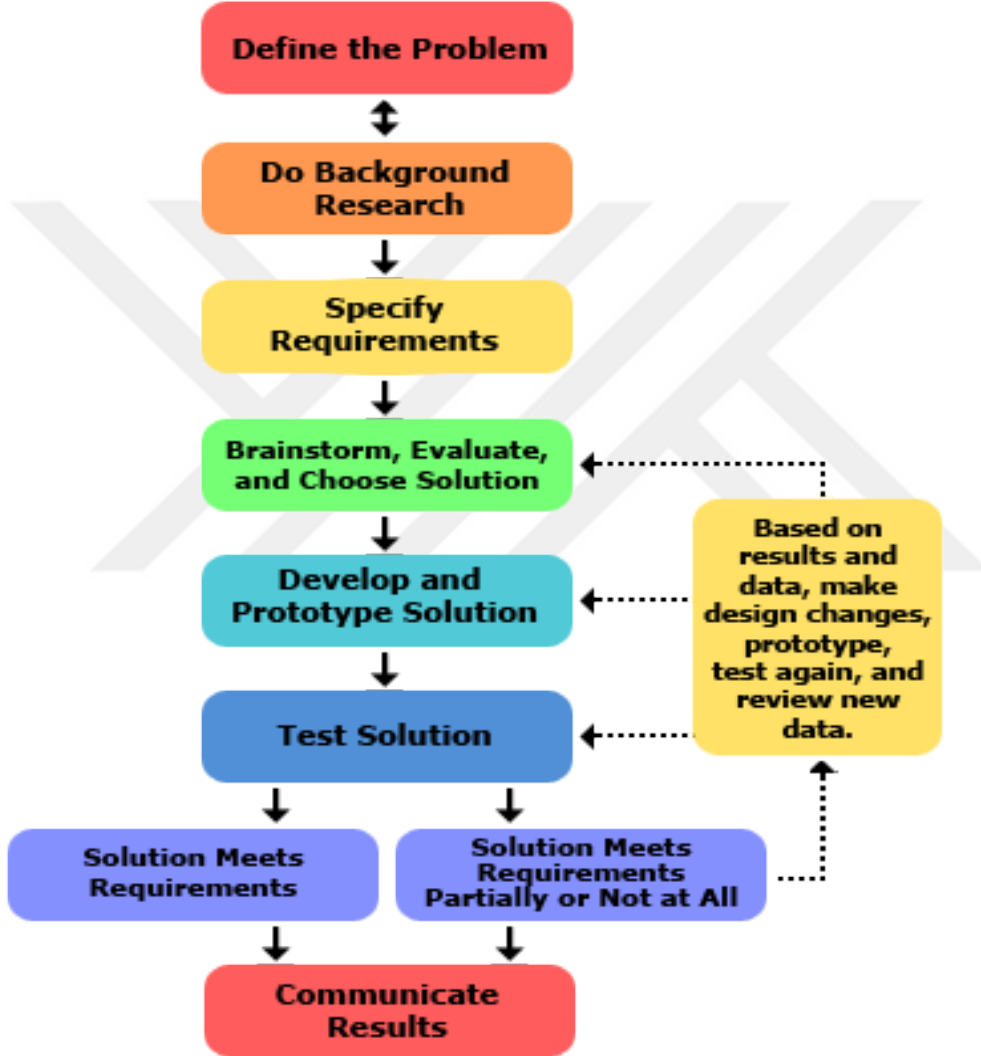 Define the Problem
Do Background
Research
Specify
Requirements
Brainstorm, Evaluate,
and Choose Solution
Develop and
Prototype Solution
Test Solution
Based on
results and
data, make
design changes,
prototype,
test again, and
review new
data.
Solution Meets
Requirements
Solution Meets
Requirements
Partially or Not at All
Communicate
Results